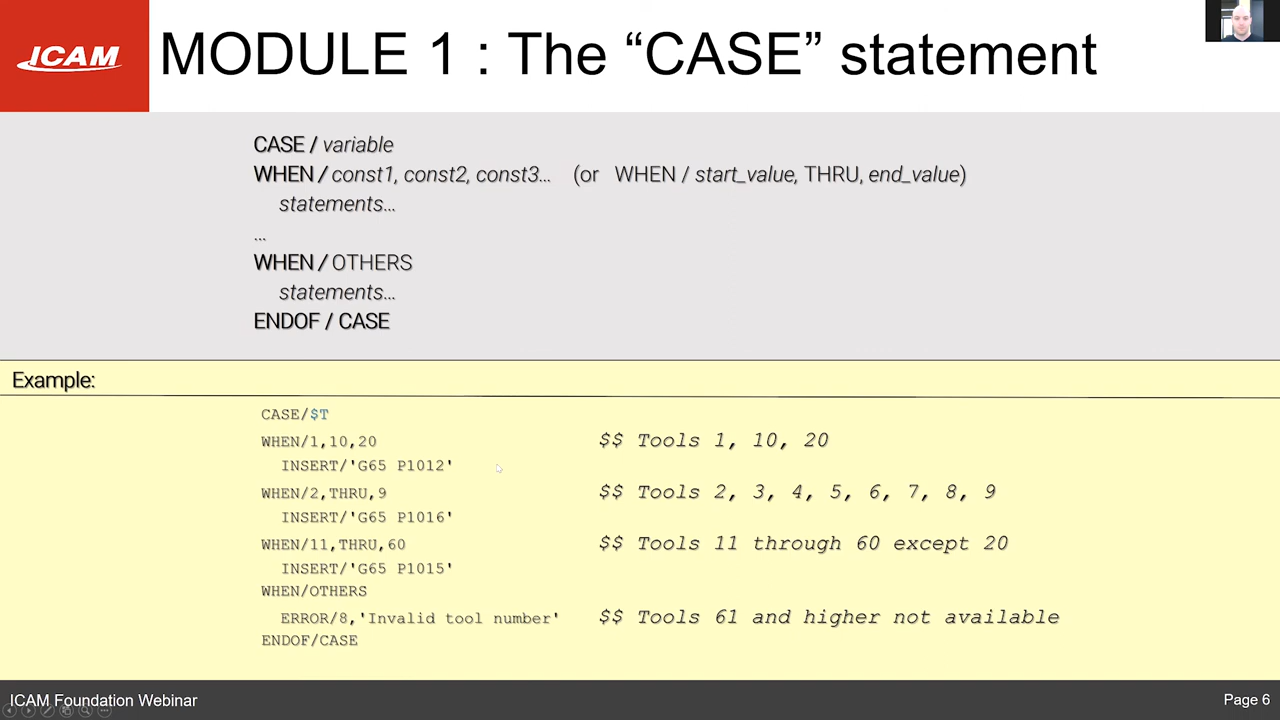 ICAM
MODULE 1 : The “CASE” statement
CASE / variable
WHEN / const1, const2, const3… (or WHEN / start_value, THRU, end_value)
statements…
…
WHEN / OTHERS
statements…
ENDOF / CASE
Example:
CASE/$T
WHEN/1,10,20 $$ Tools 1, 10, 20
INSERT/'G65 P1012'
WHEN/2,THRU,9 $$ Tools 2, 3, 4, 5, 6, 7, 8, 9
INSERT/'G65 P1016'
WHEN/11,THRU,60 $$ Tools 11 through 60 except 20
INSERT/'G65 P1015'
WHEN/OTHERS
ERROR/8,'Invalid tool number' $$ Tools 61 and higher not available
ENDOF/CASE
ICAM Foundation Webinar
Page 6